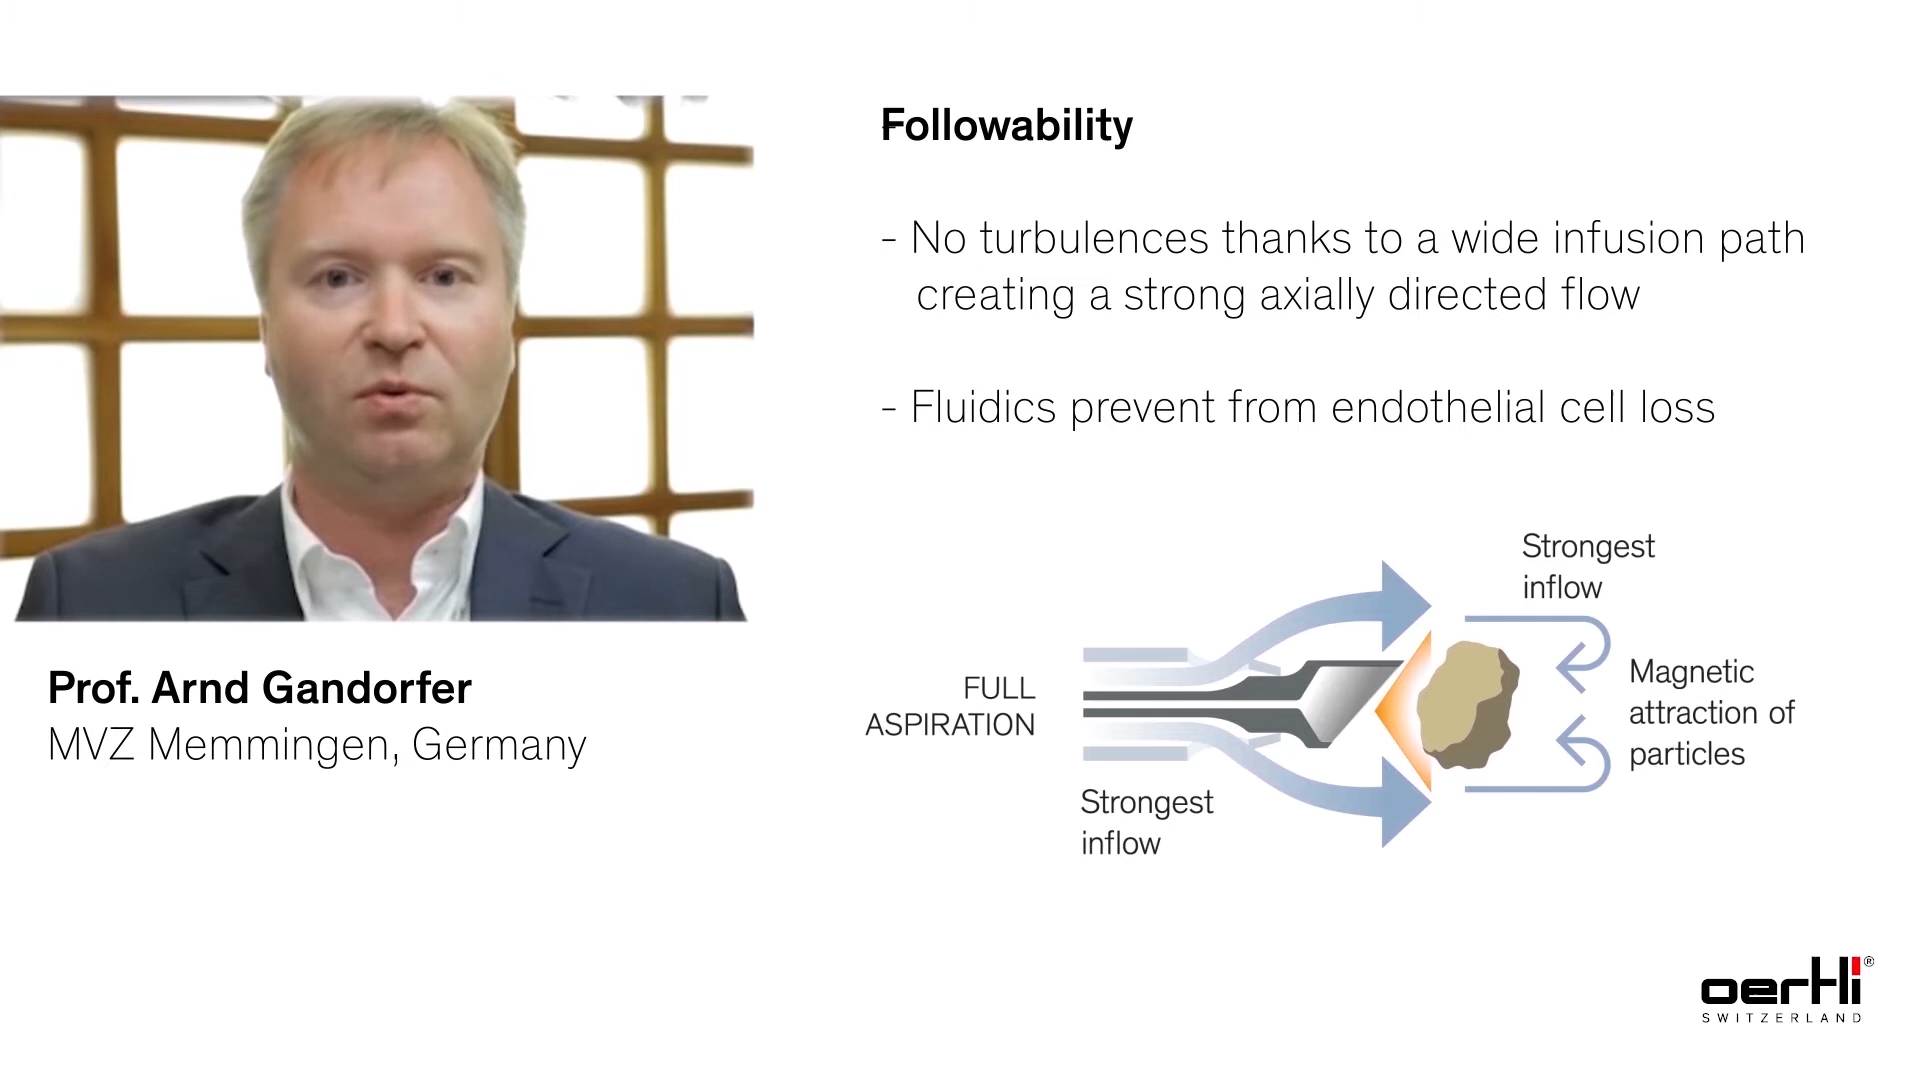 Followability
- No turbulences thanks to a wide infusion path
creating a strong axially directed flow
- Fluidics prevent from endothelial cell loss
Prof. Arnd Gandorfer
MVZ Memmingen, Germany
FULL
ASPIRATION
Strongest
inflow
Strongest
inflow
Magnetic
attraction of
particles
oertli®
SWITZERLAND